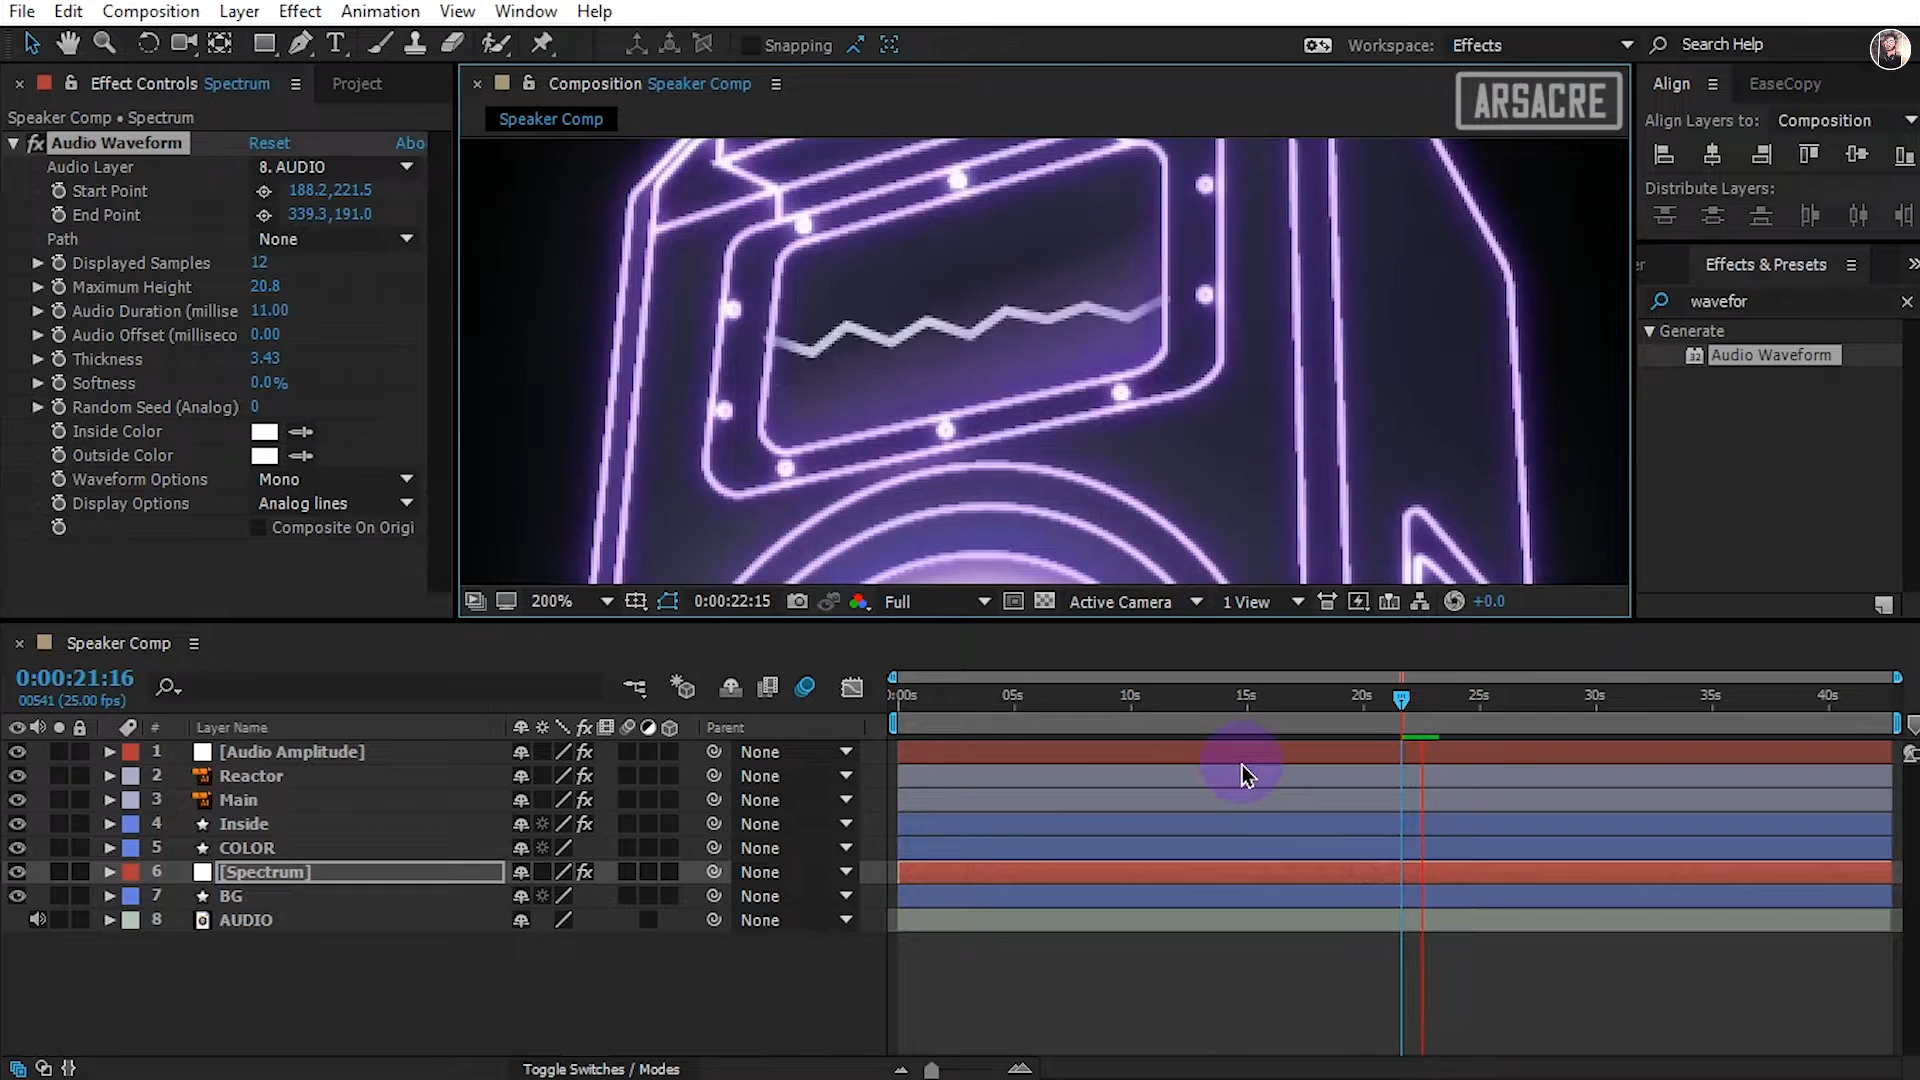 File Edit Composition Layer Effect Animation View Window Help
Snapping Workspace: Effects Search Help
Effect Controls Spectrum Project
Composition Speaker Comp
ARSACRE
Align EaseCopy
Speaker Comp • Spectrum
Speaker Comp
Align Layers to: Composition
fx Audio Waveform Reset Abo
Audio Layer 8. AUDIO
Start Point 188.2,221.5
Distribute Layers:
End Point 339.3,191.0
Path None
Displayed Samples 12
er Effects & Presets
Maximum Height 20.8
wavefor
Audio Duration (millise 11.00
Generate
Audio Offset (milliseco 0.00
Audio Waveform
Thickness 3.43
Softness 0.0%
Random Seed (Analog) 0
Inside Color
Outside Color
Waveform Options Mono
Display Options Analog lines
Composite On Origi
200% 0:00:22:15 Full Active Camera 1 View +0.0
Speaker Comp
0:00:21:16
00541 (25.00 fps)
):00s 05s 10s 15s 20s 25s 30s 35s 40s
# Layer Name fx Parent
1 [Audio Amplitude] fx None
2 Reactor fx None
3 Main fx None
4 Inside fx None
5 COLOR None
6 [Spectrum] fx None
7 BG None
8 AUDIO None
Toggle Switches / Modes